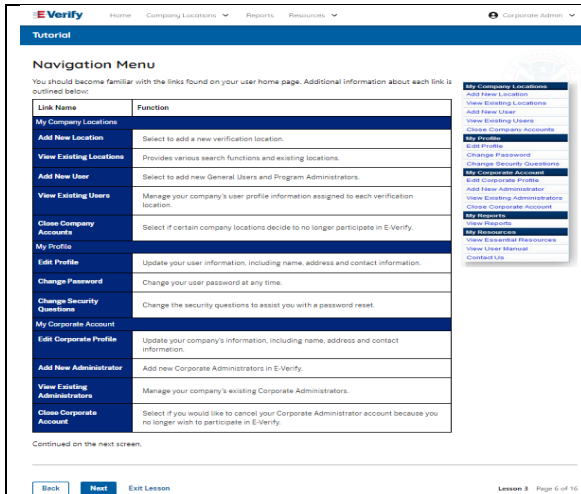 E-Verify Home Company Locations Reports Resources Corporate Admin
Tutorial
Navigation Menu
You should become familiar with the links found on your user home page. Additional information about each link is
outlined below:
Link Name Function
My Company Locations
Add New Location Select to add a new verification location.
View Existing Locations Provides various search functions and existing locations.
Add New User Select to add new General Users and Program Administrators.
View Existing Users Manage your company's user profile information assigned to each verification
location.
Close Company
Accounts Select if certain company locations decide to no longer participate in E-Verify.
My Profile
Edit Profile Update your user information, including name, address and contact information.
Change Password Change your user password at any time.
Change Security
Questions Change the security questions to assist you with a password reset.
My Corporate Account
Edit Corporate Profile Update your company's information, including name, address and contact
information.
Add New Administrator Add new Corporate Administrators in E-Verify.
View Existing
Administrators Manage your company's existing Corporate Administrators.
Close Corporate
Account Select if you would like to cancel your Corporate Administrator account because you
no longer wish to participate in E-Verify.
Continued on the next screen.
My Company Locations
Add New Location
View Existing Locations
Add New User
View Existing Users
Close Company Accounts
My Profile
Edit Profile
Change Password
Change Security Questions
My Corporate Account
Edit Corporate Profile
Add New Administrator
View Existing Administrators
Close Corporate Account
My Reports
View Reports
My Resources
View Essential Resources
View User Manual
Contact Us
Back Next Exit Lesson Lesson 3 Page 6 of 16